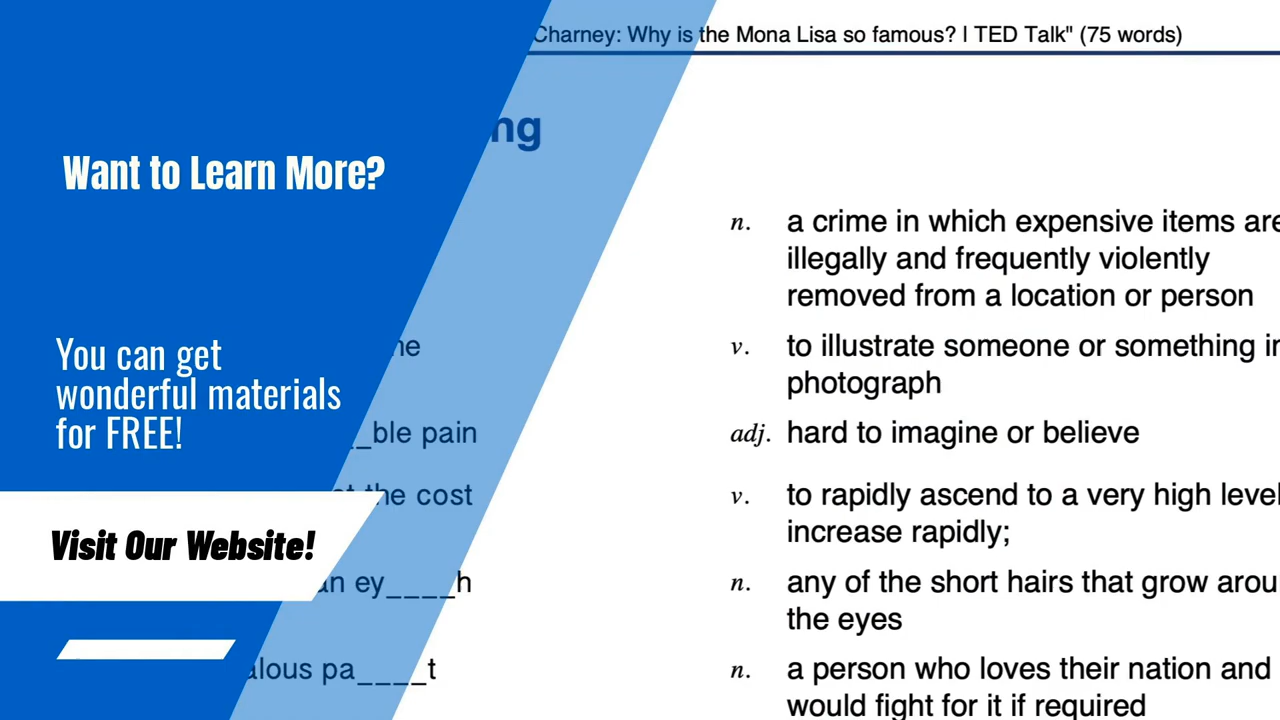 Charney: Why is the Mona Lisa so famous? | TED Talk" (75 words)
ng
Want to Learn More?
You can get
wonderful materials
for FREE!
Visit Our Website!
n. a crime in which expensive items are
illegally and frequently violently
removed from a location or person
ne
v. to illustrate someone or something in
photograph
_ble pain
adj. hard to imagine or believe
the cost
v. to rapidly ascend to a very high level
increase rapidly;
an ey____h
n. any of the short hairs that grow arou
the eyes
alous pa____t
n. a person who loves their nation and
would fight for it if required